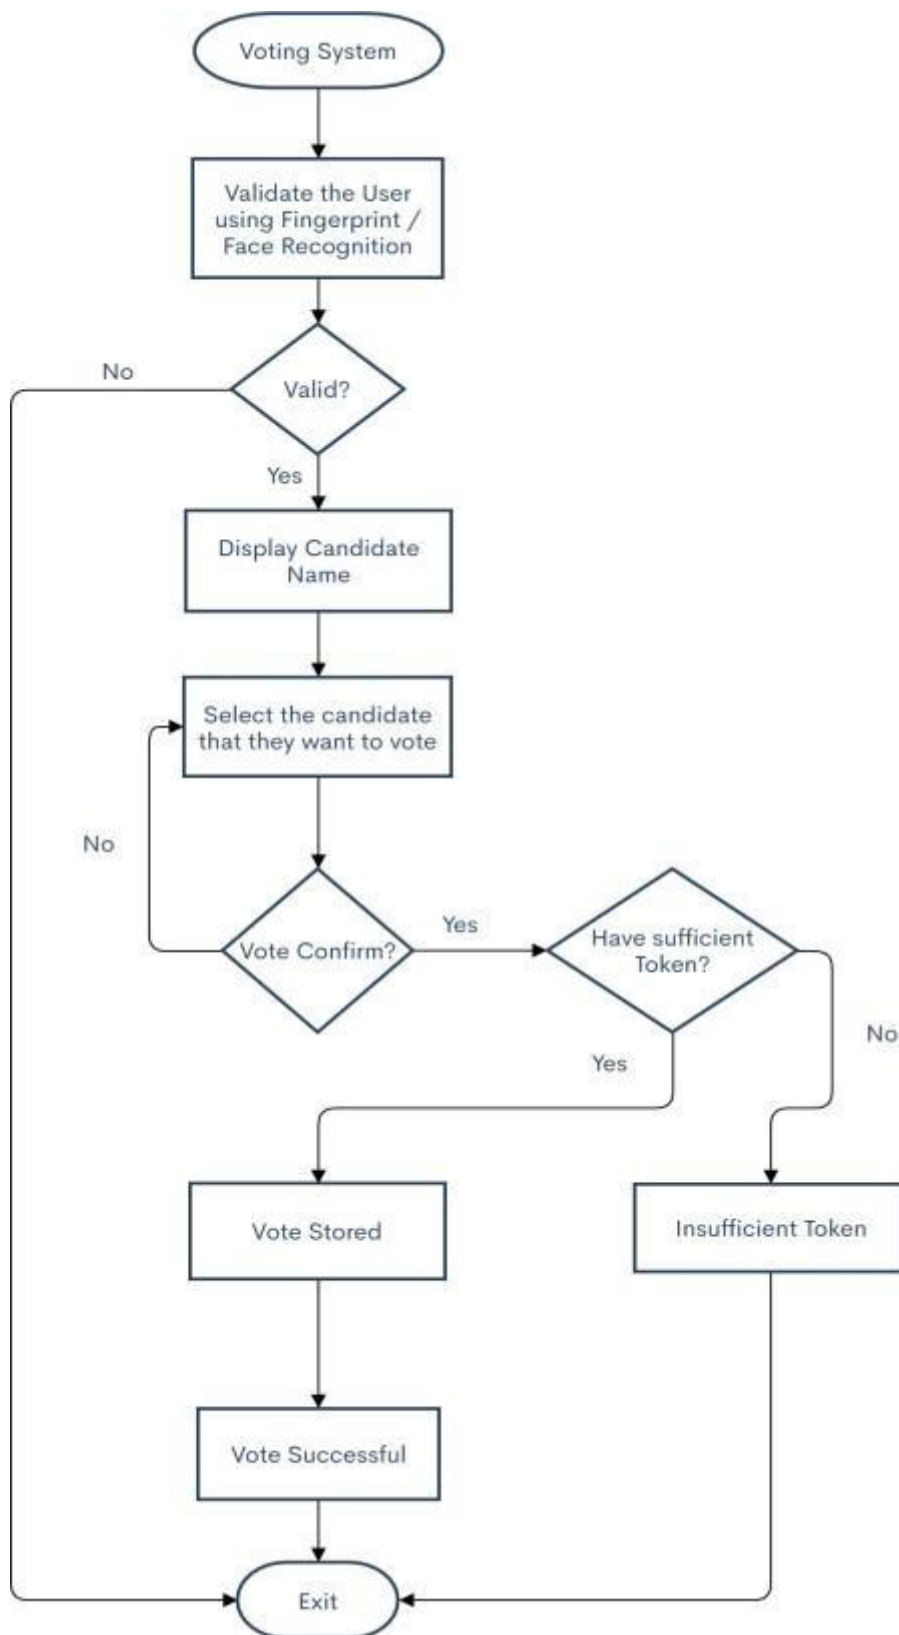 Voting System
Validate the User
using Fingerprint /
Face Recognition
No
Valid?
Yes
Display Candidate
Name
Select the candidate
that they want to vote
No
Vote Confirm?
Yes
Have sufficient
Token?
No
Yes
Vote Stored
Insufficient Token
Vote Successful
Exit